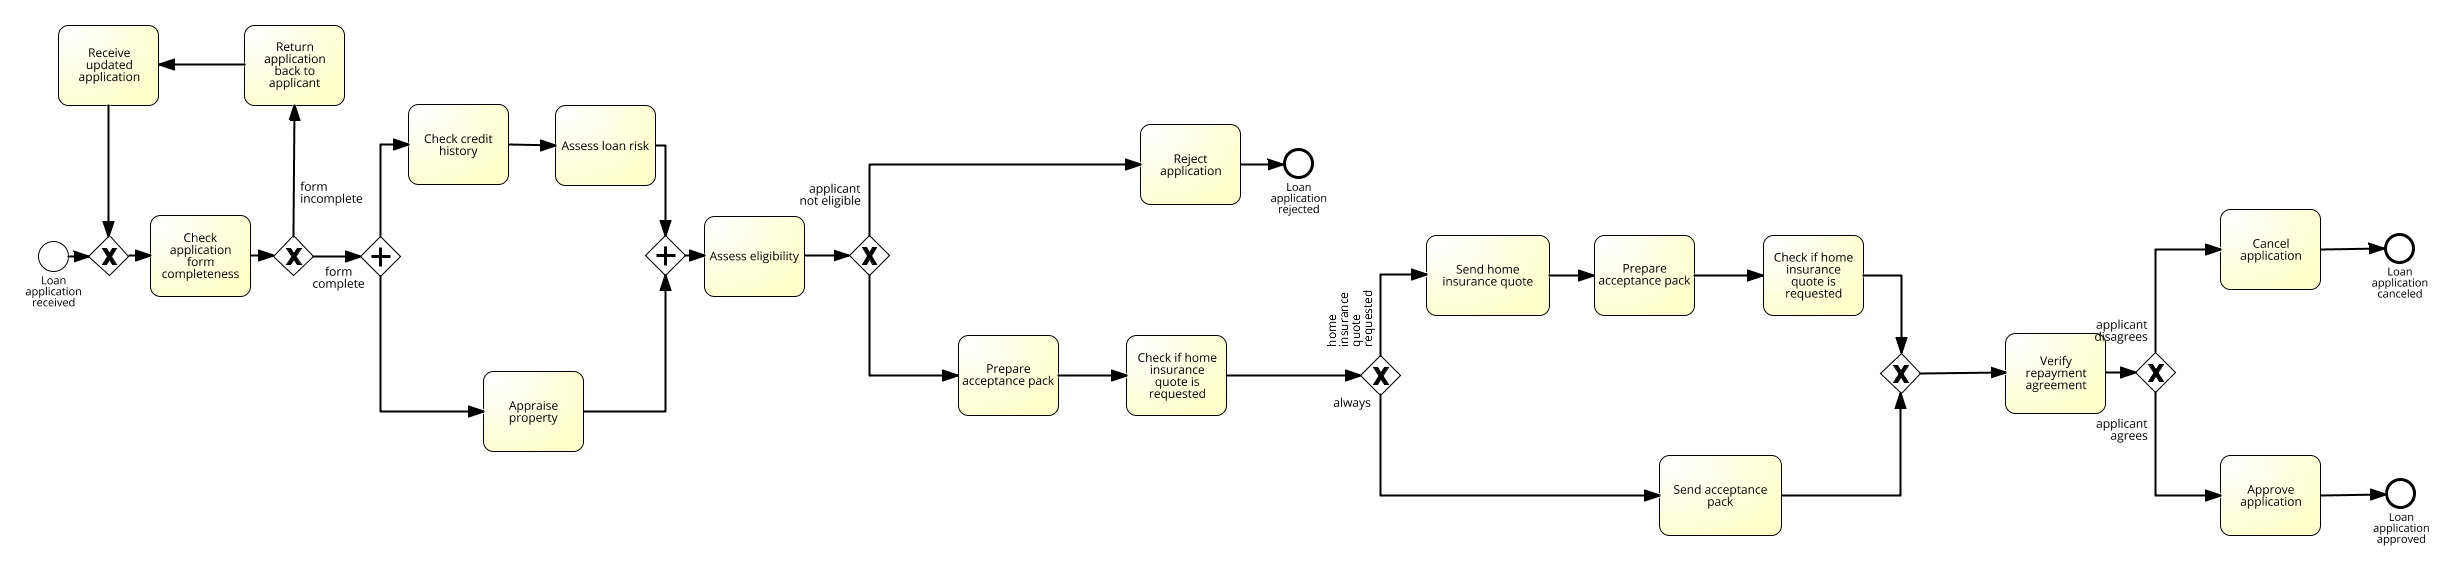 Receive
updated
application
Return
application
back to
applicant
form
incomplete
Loan
application
received
Check
application
form
completeness
form
complete
Check credit
history
Assess loan risk
Appraise
property
Assess eligibility
applicant
not eligible
Reject
application
Loan
application
rejected
Prepare
acceptance pack
Check if home
insurance
quote is
requested
home
insurance
quote
requested
always
Send home
insurance quote
Prepare
acceptance pack
Check if home
insurance
quote is
requested
Send acceptance
pack
Verify
repayment
agreement
applicant
disagrees
applicant
agrees
Cancel
application
Loan
application
canceled
Approve
application
Loan
application
approved